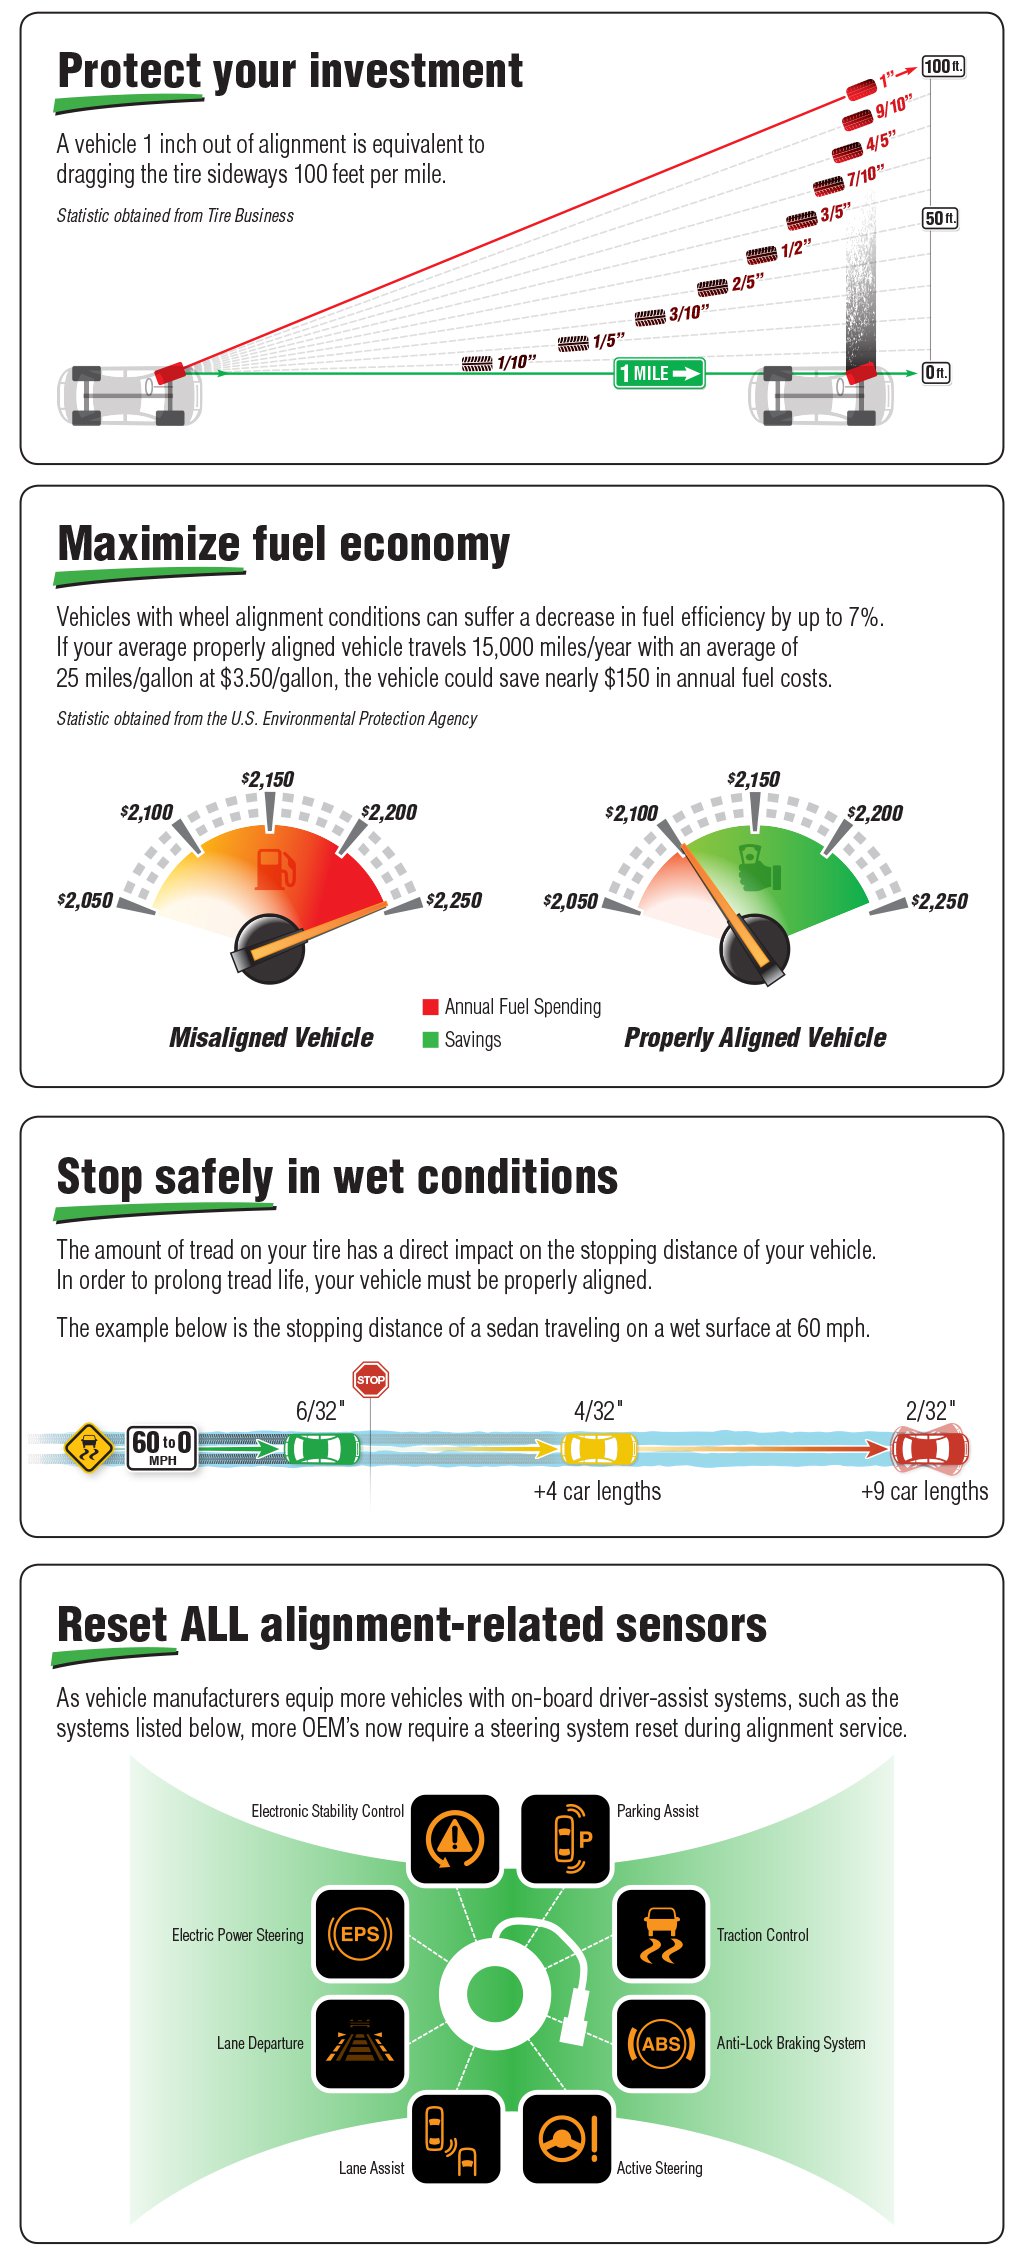 Protect your investment
A vehicle 1 inch out of alignment is equivalent to
dragging the tire sideways 100 feet per mile.
Statistic obtained from Tire Business
1”
100 ft.
9/10”
4/5”
7/10”
3/5”
50 ft.
1/2”
2/5”
3/10”
1/5”
1/10”
1 MILE
0 ft.
Maximize fuel economy
Vehicles with wheel alignment conditions can suffer a decrease in fuel efficiency by up to 7%.
If your average properly aligned vehicle travels 15,000 miles/year with an average of
25 miles/gallon at $3.50/gallon, the vehicle could save nearly $150 in annual fuel costs.
Statistic obtained from the U.S. Environmental Protection Agency
$2,050
$2,100
$2,150
$2,200
$2,250
$2,050
$2,100
$2,150
$2,200
$2,250
Annual Fuel Spending
Savings
Misaligned Vehicle
Properly Aligned Vehicle
Stop safely in wet conditions
The amount of tread on your tire has a direct impact on the stopping distance of your vehicle.
In order to prolong tread life, your vehicle must be properly aligned.
The example below is the stopping distance of a sedan traveling on a wet surface at 60 mph.
STOP
6/32"
4/32"
2/32"
60 to 0
MPH
+4 car lengths
+9 car lengths
Reset ALL alignment-related sensors
As vehicle manufacturers equip more vehicles with on-board driver-assist systems, such as the
systems listed below, more OEM’s now require a steering system reset during alignment service.
Electronic Stability Control
Parking Assist
P
Electric Power Steering
EPS
Traction Control
Lane Departure
ABS
Anti-Lock Braking System
Lane Assist
Active Steering